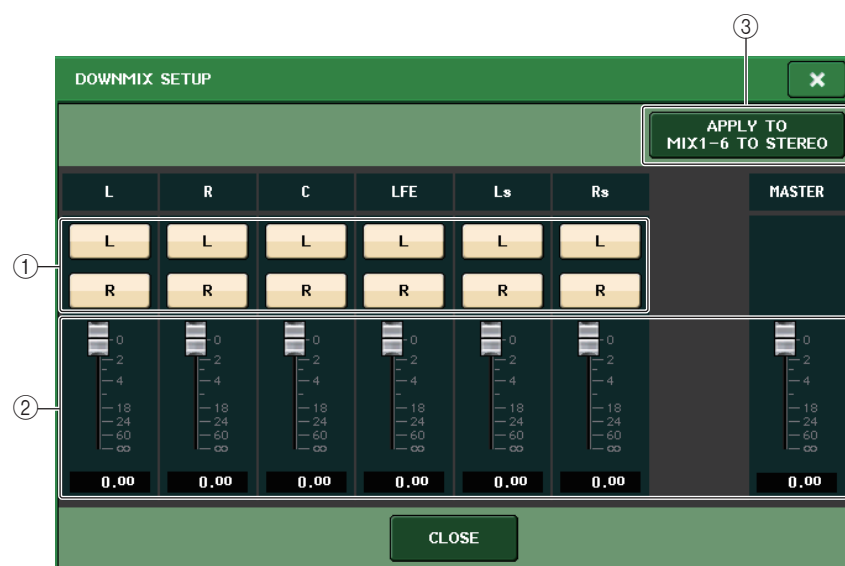 ③
DOWNMIX SETUP
×
APPLY TO
MIX1-6 TO STEREO
L R C LFE Ls Rs MASTER
①
L L L L L L
R R R R R R
②
0 0 0 0 0 0 0
2 2 2 2 2 2 2
4 4 4 4 4 4 4
18 18 18 18 18 18 18
24 24 24 24 24 24 24
60 60 60 60 60 60 60
∞ ∞ ∞ ∞ ∞ ∞ ∞
0.00 0.00 0.00 0.00 0.00 0.00 0.00
CLOSE